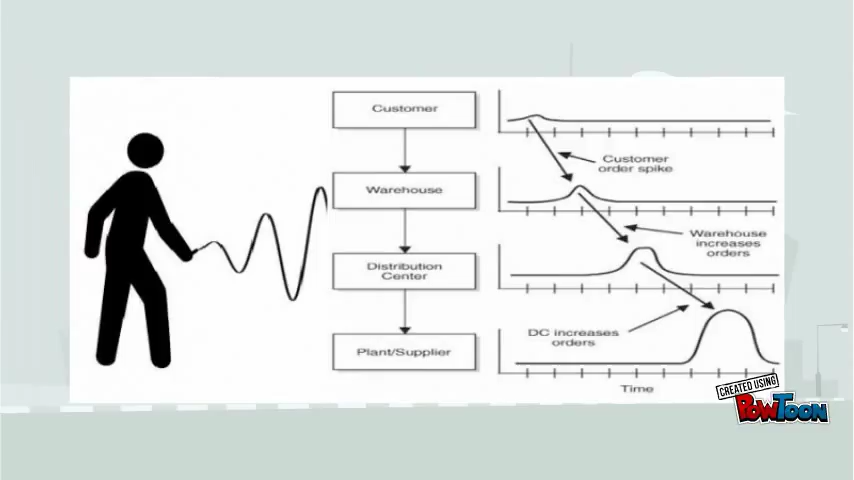 Customer
Warehouse
Distribution
Center
Plant/Supplier
Customer
order spike
Warehouse
increases
orders
DC increases
orders
Time
CREATED USING
POWTOON